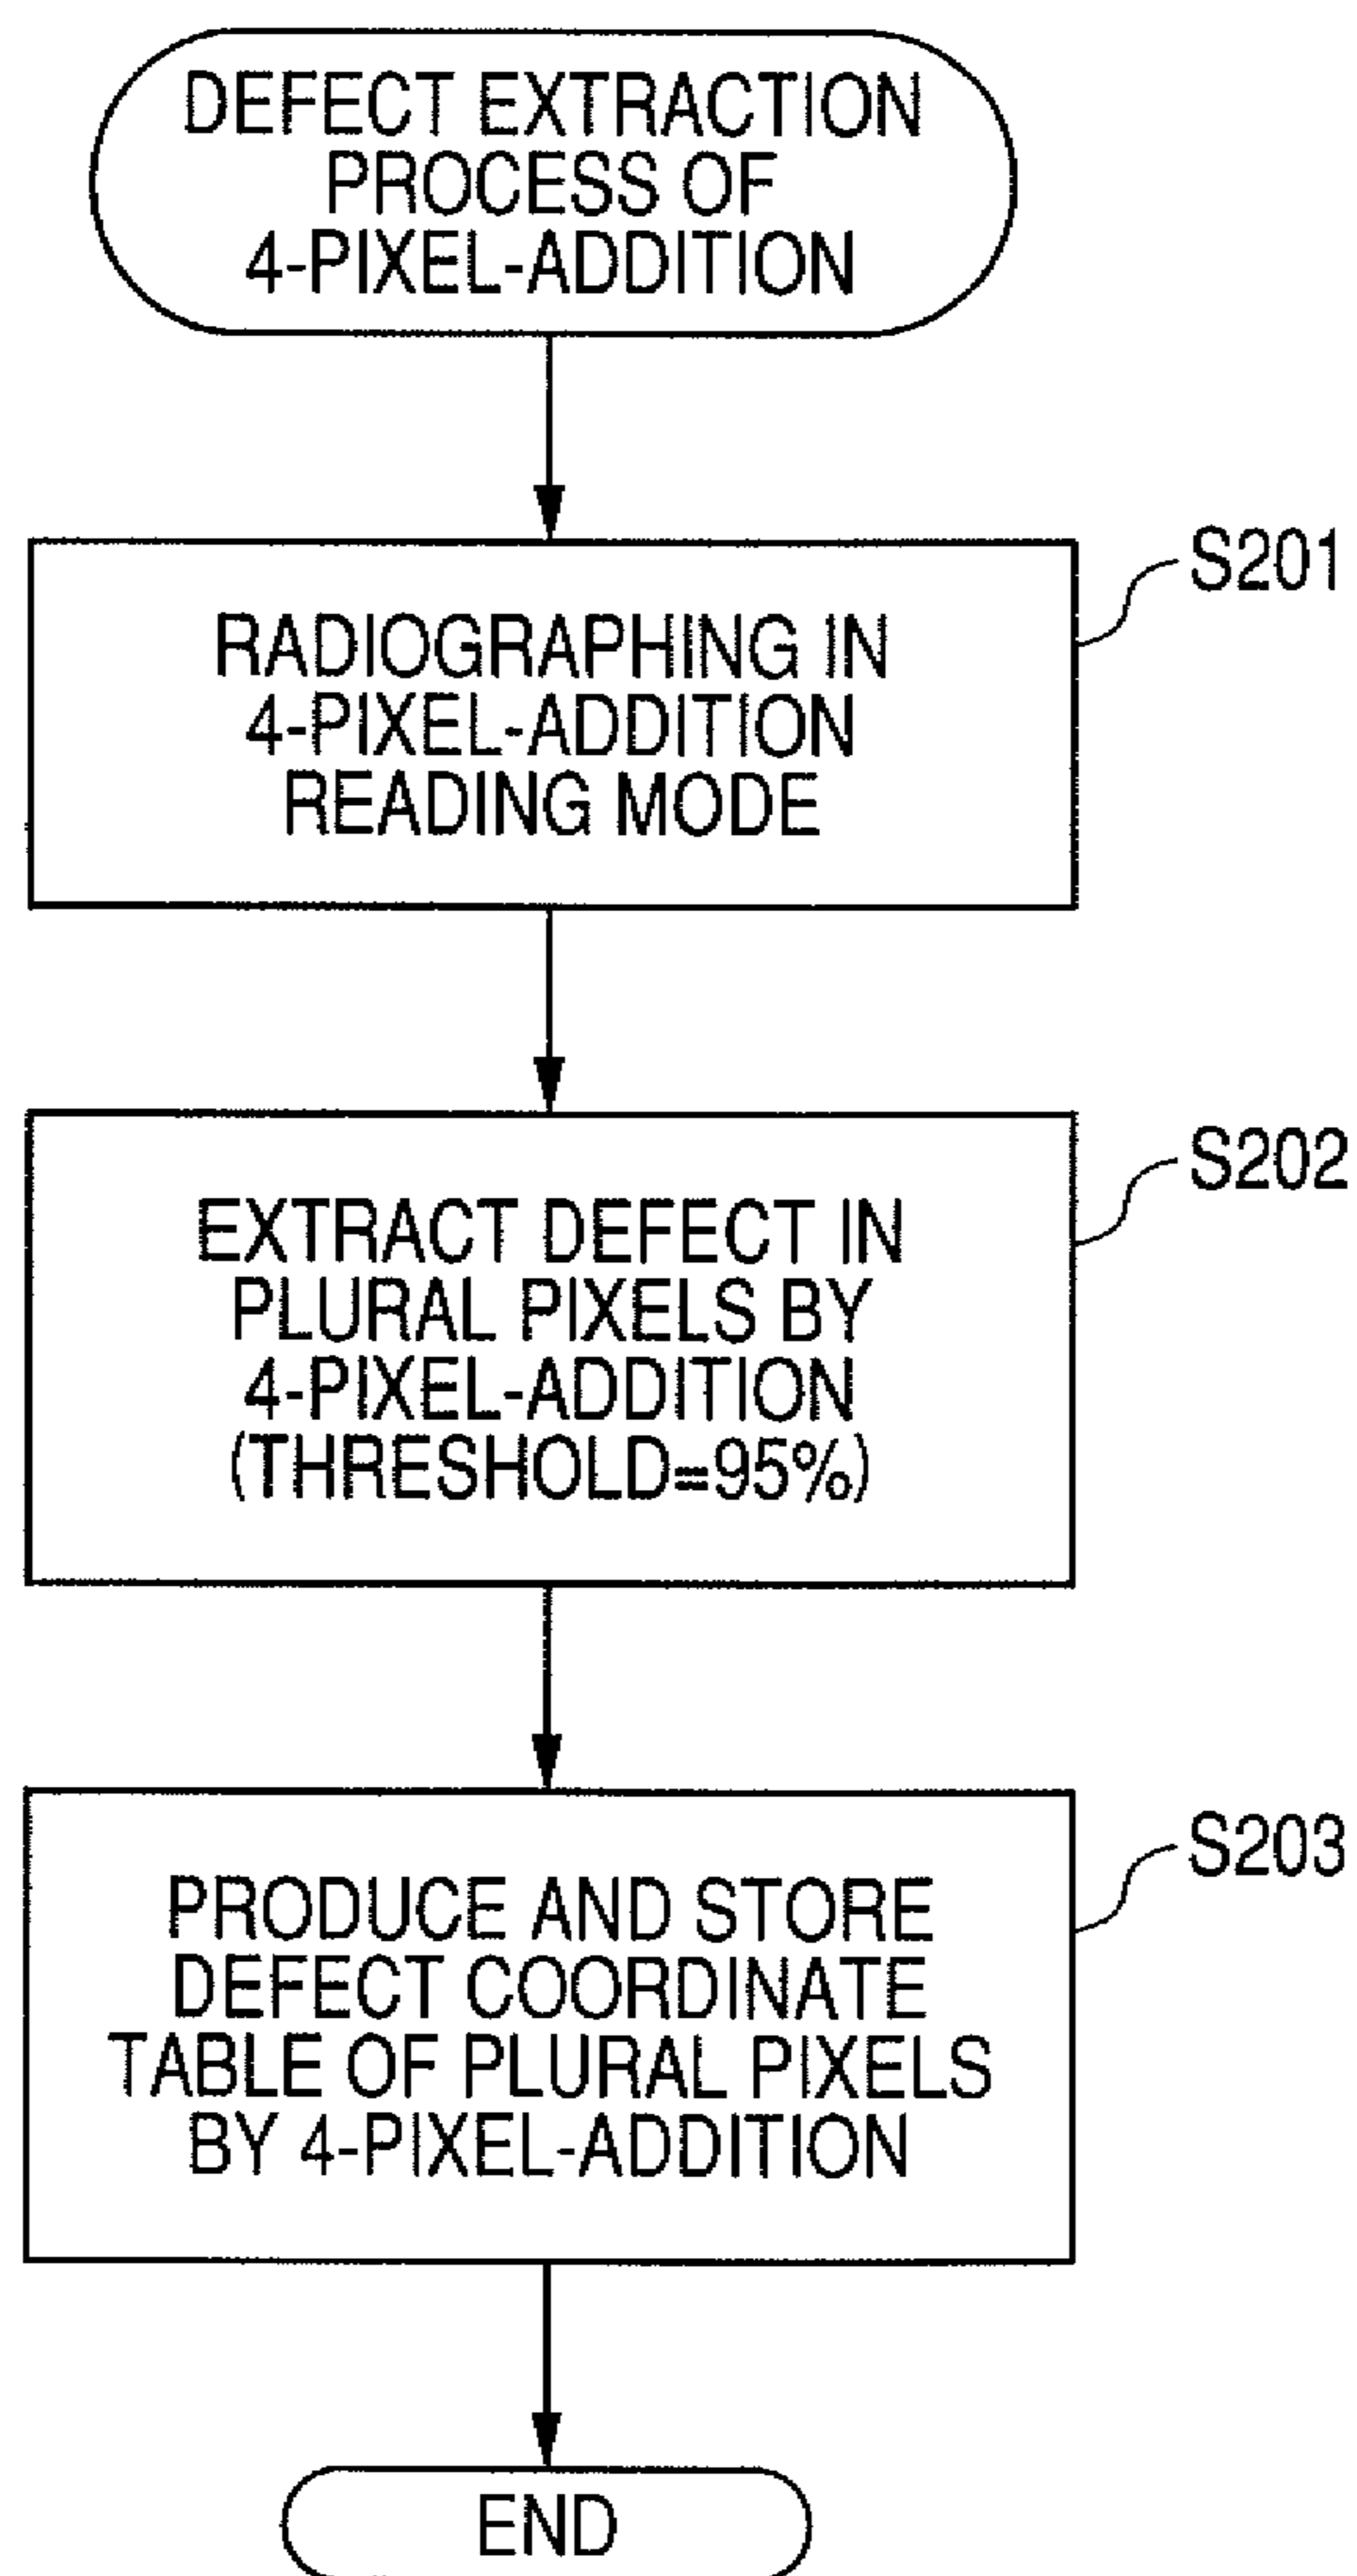 DEFECT EXTRACTION
PROCESS OF
4-PIXEL-ADDITION
S201
RADIOGRAPHING IN
4-PIXEL-ADDITION
READING MODE
S202
EXTRACT DEFECT IN
PLURAL PIXELS BY
4-PIXEL-ADDITION
(THRESHOLD=95%)
S203
PRODUCE AND STORE
DEFECT COORDINATE
TABLE OF PLURAL PIXELS
BY 4-PIXEL-ADDITION
END